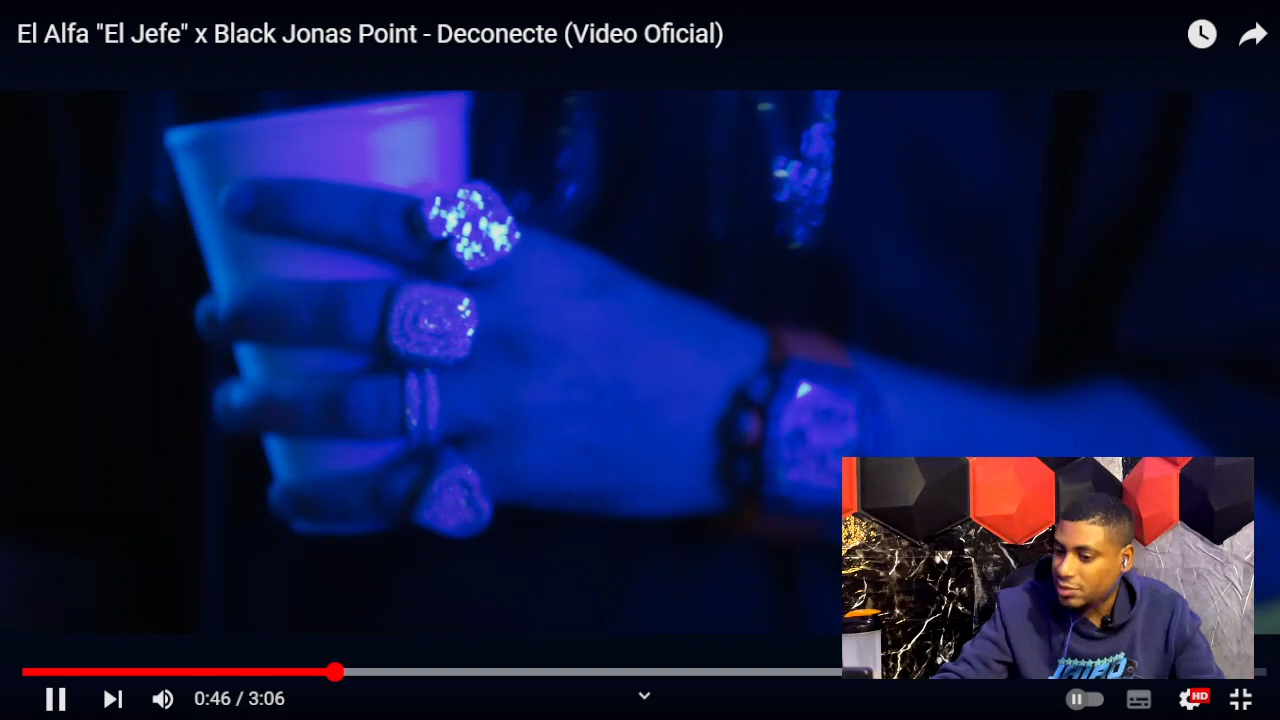 El Alfa "El Jefe" x Black Jonas Point - Deconecte (Video Oficial)
0:46 / 3:06
HD